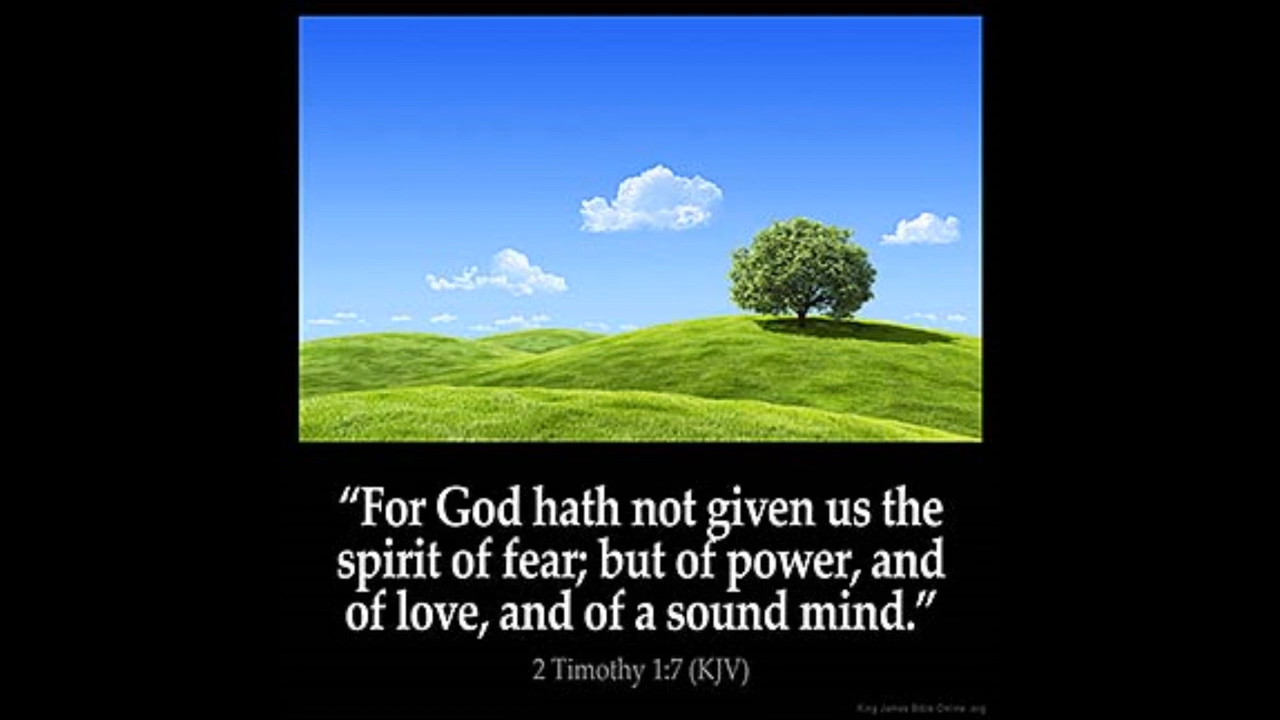 “For God hath not given us the
spirit of fear; but of power, and
of love, and of a sound mind.”
2 Timothy 1:7 (KJV)
King James Bible Online .org